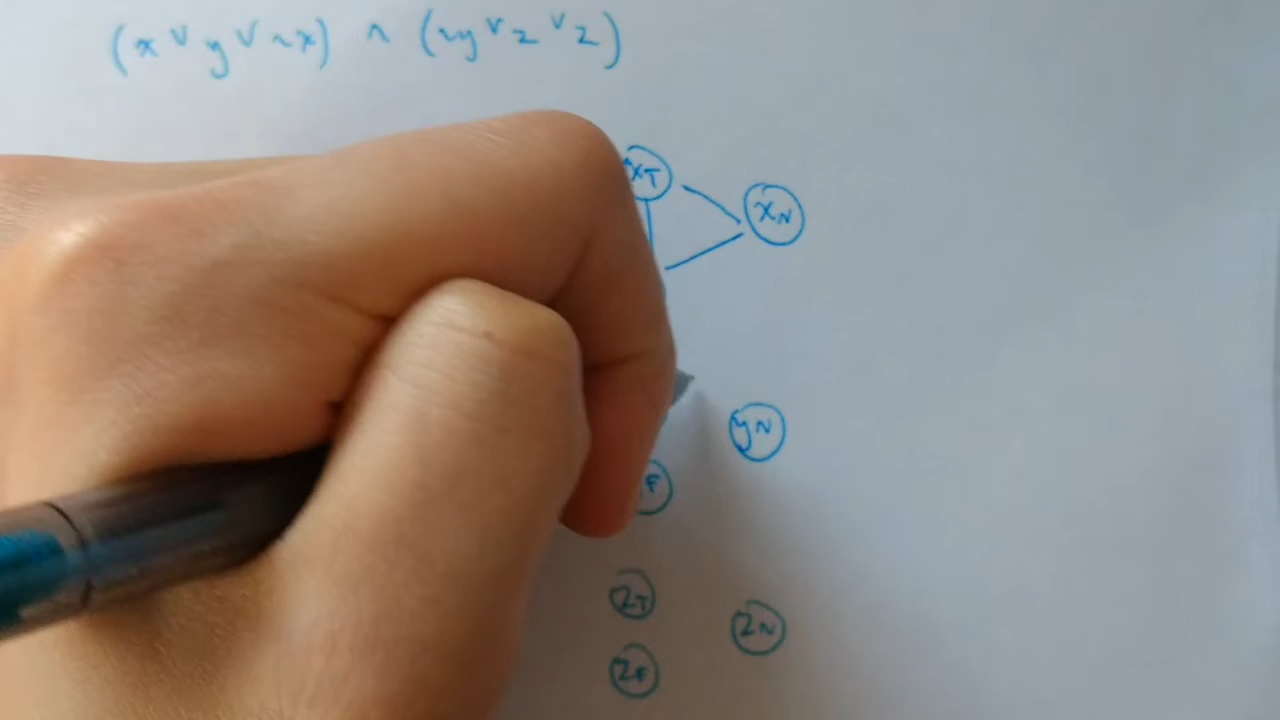 (x ∨ y ∨ ~x) ∧ (~y ∨ z ∨ z)
xT
xN
yN
F
zT
zN
zF